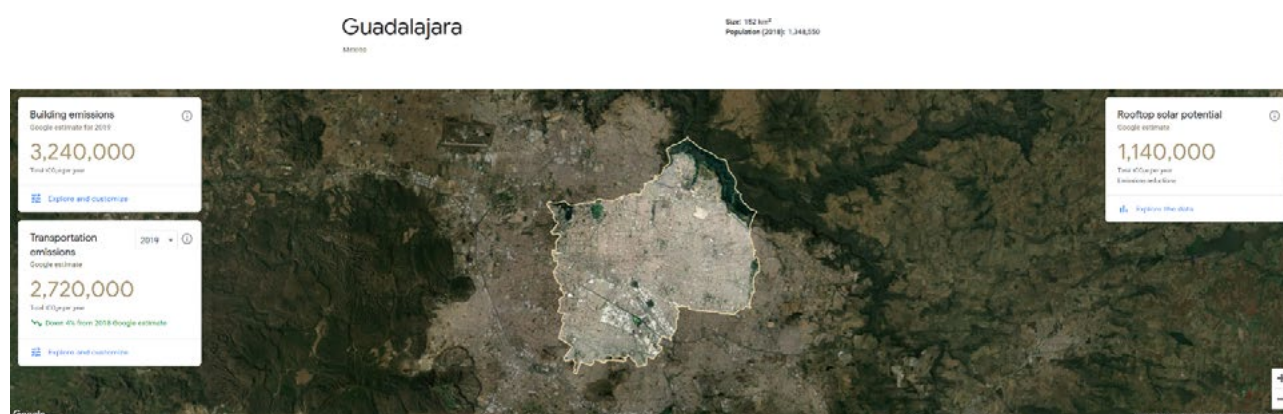 Guadalajara
Mexico
Size: 152 km²
Population (2018): 1,348,550
Building emissions
Google estimate for 2019
3,240,000
Total tCO₂e per year
Explore and customize
Transportation
emissions
2019
Google estimate
2,720,000
Total tCO₂e per year
Down 4% from 2018 Google estimate
Explore and customize
Rooftop solar potential
Google estimate
1,140,000
Total tCO₂e per year
Emissions reductions
Explore the data
Google